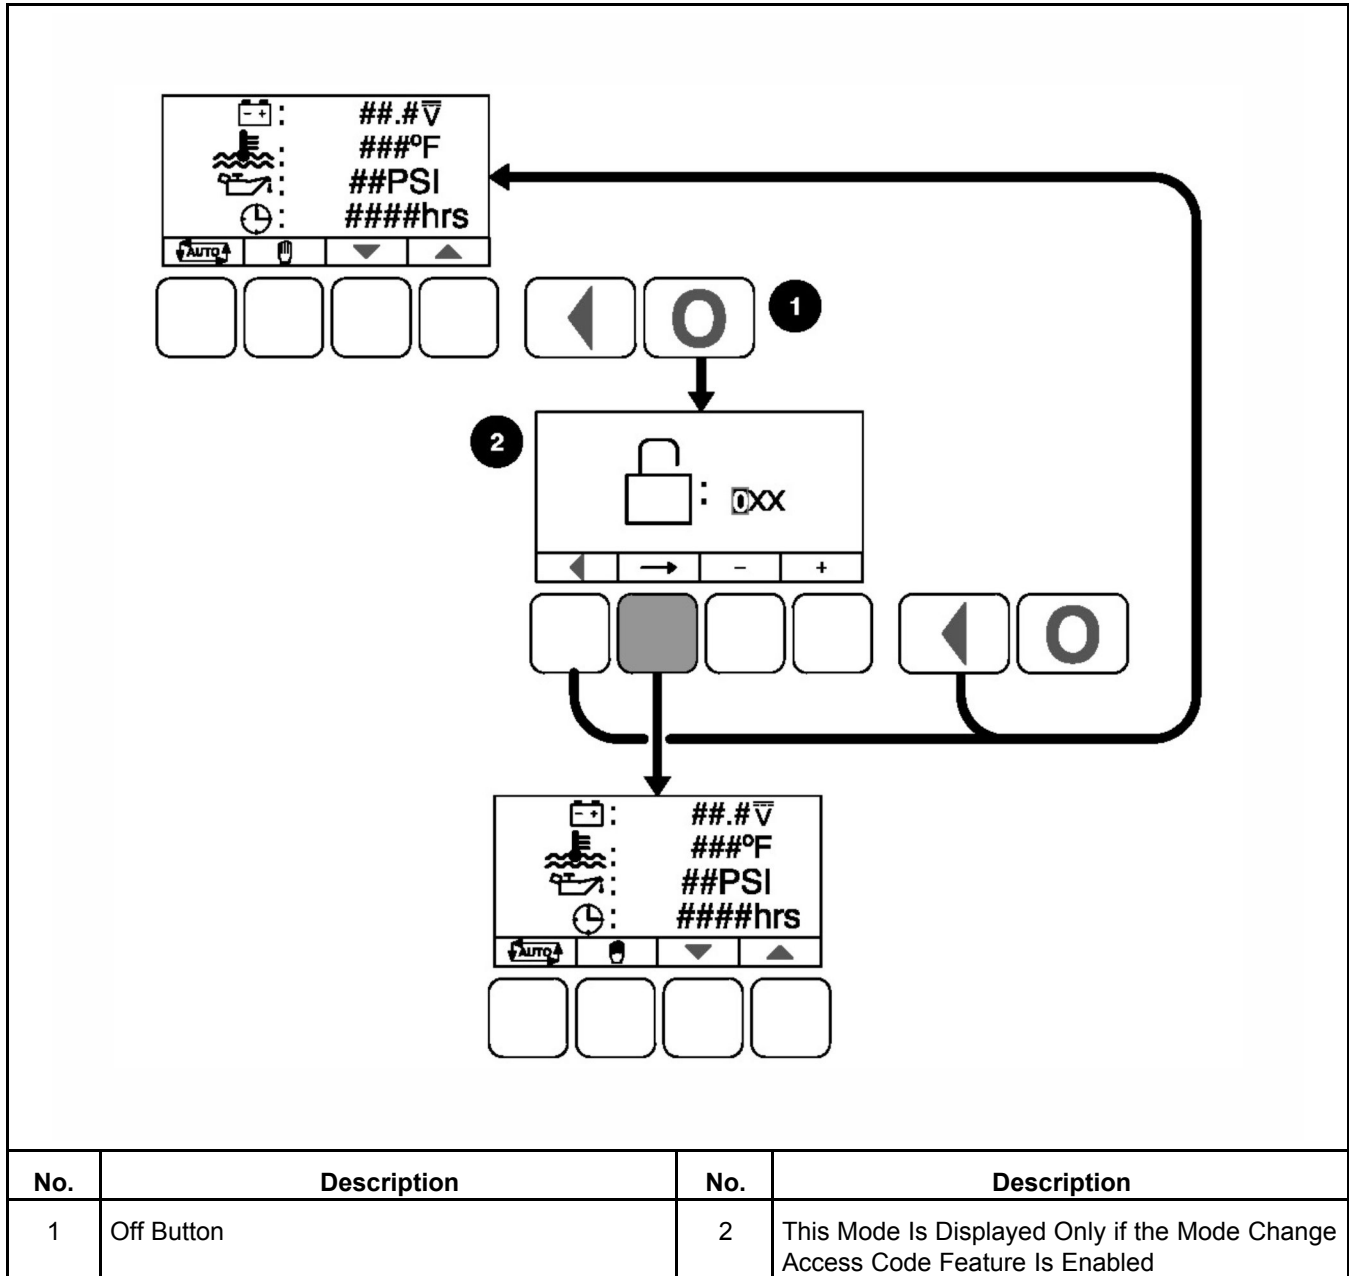 ##.#V
###ºF
##PSI
####hrs
AUTO
O
1
2
: 0XX
- +
O
##.#V
###ºF
##PSI
####hrs
AUTO
No. Description No. Description
1 Off Button 2 This Mode Is Displayed Only if the Mode Change
Access Code Feature Is Enabled